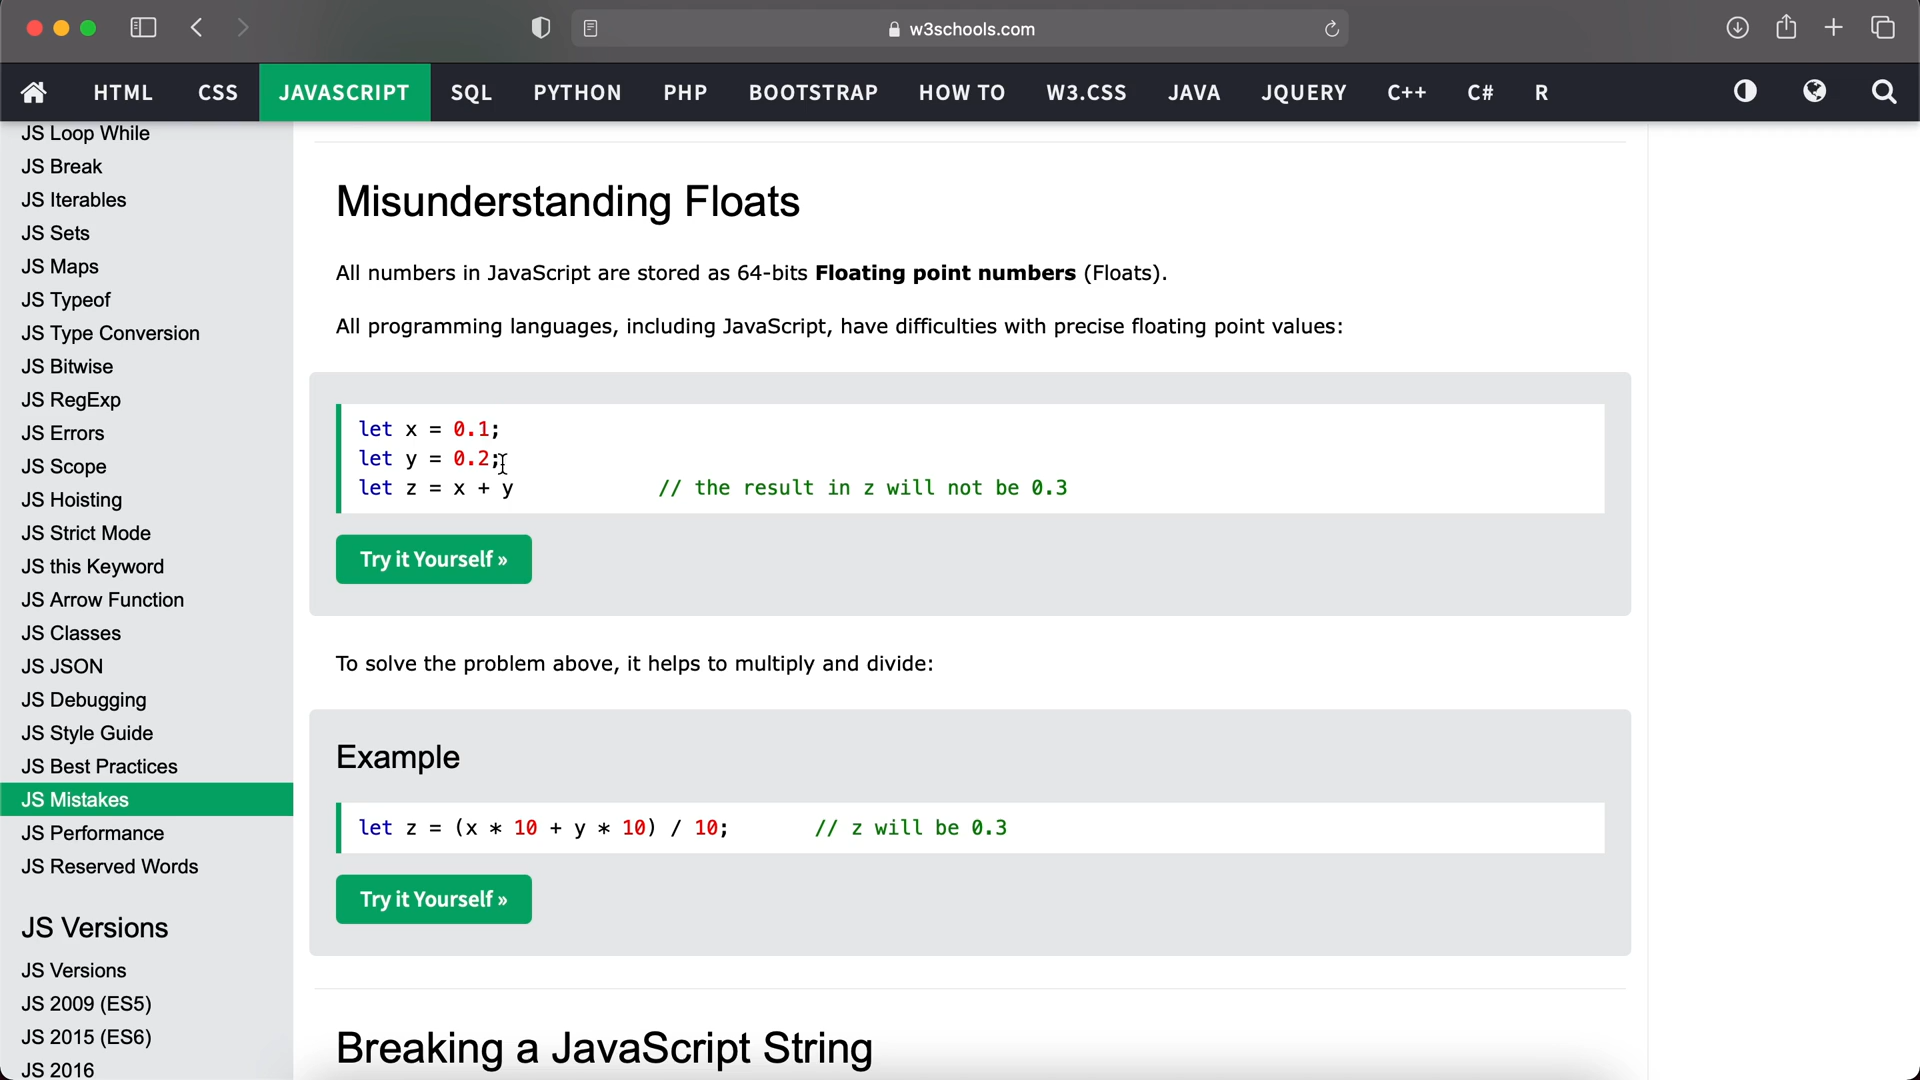 w3schools.com
HTML CSS JAVASCRIPT SQL PYTHON PHP BOOTSTRAP HOW TO W3.CSS JAVA JQUERY C++ C# R
JS Loop While
JS Break
JS Iterables
JS Sets
JS Maps
JS Typeof
JS Type Conversion
JS Bitwise
JS RegExp
JS Errors
JS Scope
JS Hoisting
JS Strict Mode
JS this Keyword
JS Arrow Function
JS Classes
JS JSON
JS Debugging
JS Style Guide
JS Best Practices
JS Mistakes
JS Performance
JS Reserved Words
JS Versions
JS Versions
JS 2009 (ES5)
JS 2015 (ES6)
JS 2016
Misunderstanding Floats
All numbers in JavaScript are stored as 64-bits Floating point numbers (Floats).
All programming languages, including JavaScript, have difficulties with precise floating point values:
let x = 0.1;
let y = 0.2;
let z = x + y // the result in z will not be 0.3
Try it Yourself »
To solve the problem above, it helps to multiply and divide:
Example
let z = (x * 10 + y * 10) / 10; // z will be 0.3
Try it Yourself »
Breaking a JavaScript String